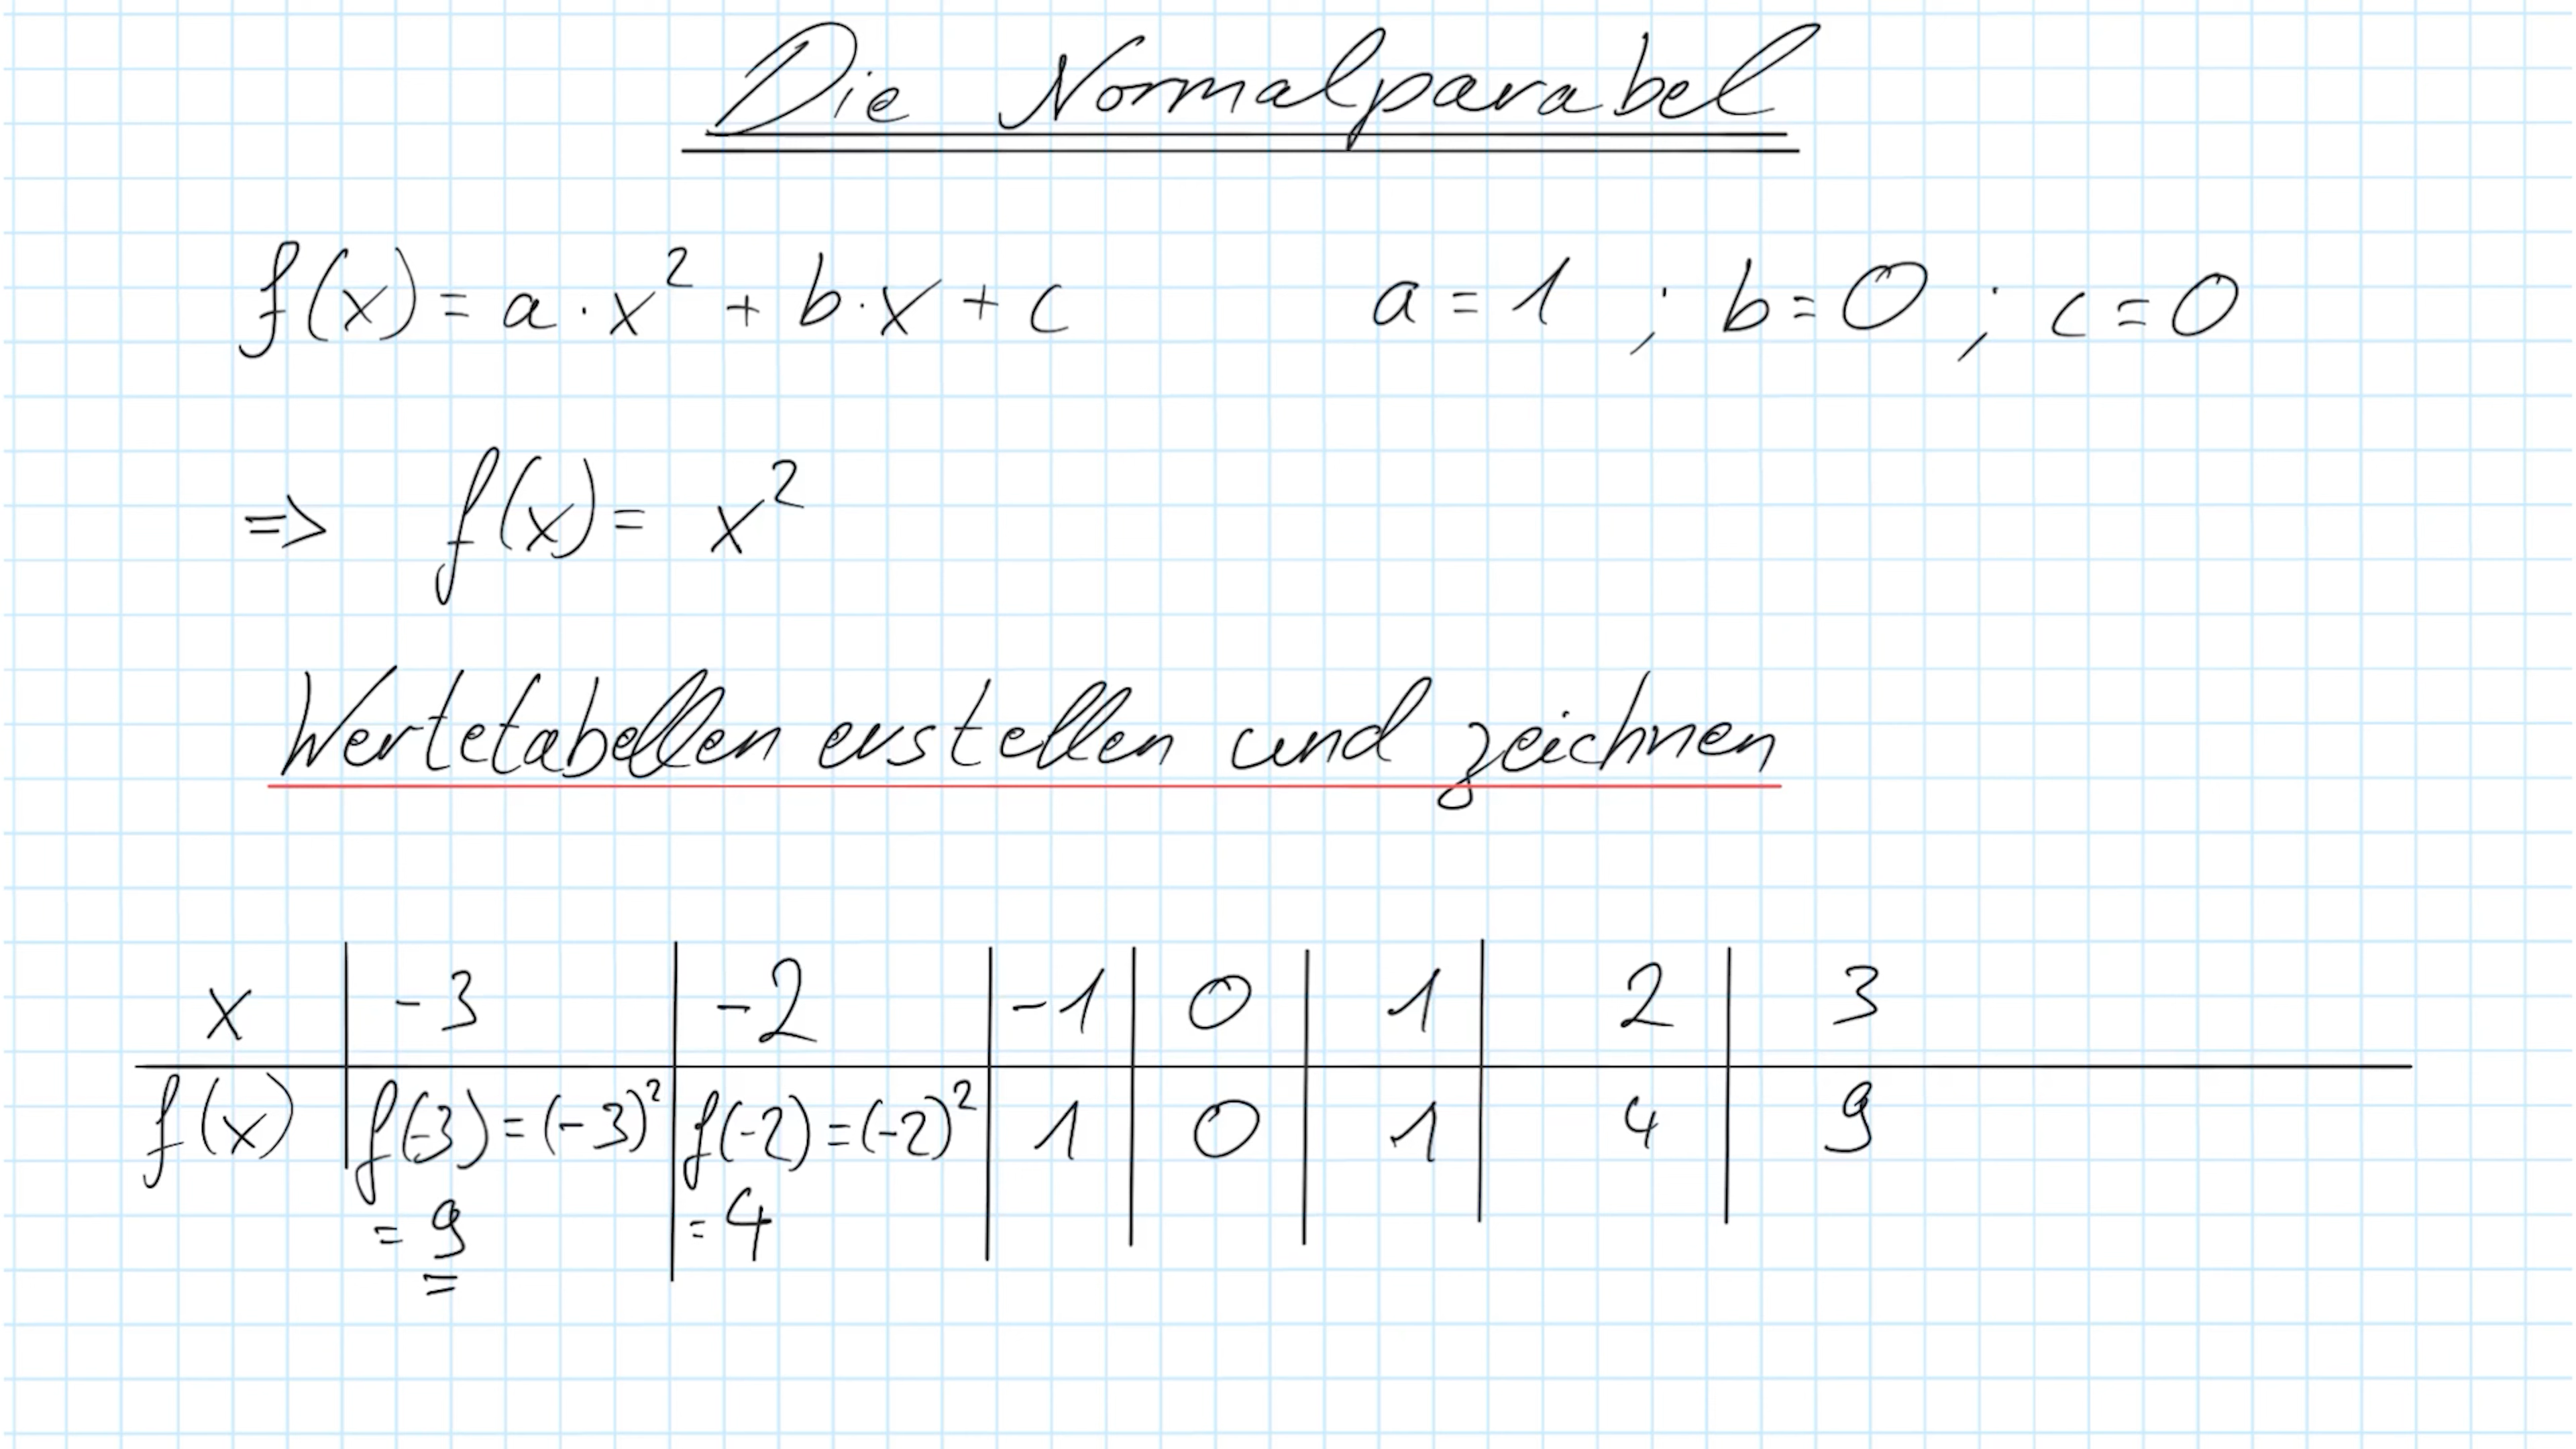 Die Normalparabel
f(x) = a · x² + b · x + c    a = 1 ; b = 0 ; c = 0
=> f(x) = x²
Wertetabellen erstellen und zeichnen
x | -3 | -2 | -1 | 0 | 1 | 2 | 3
f(x) | f(-3) = (-3)² | f(-2) = (-2)² | 1 | 0 | 1 | 4 | 9
= 9 | = 4